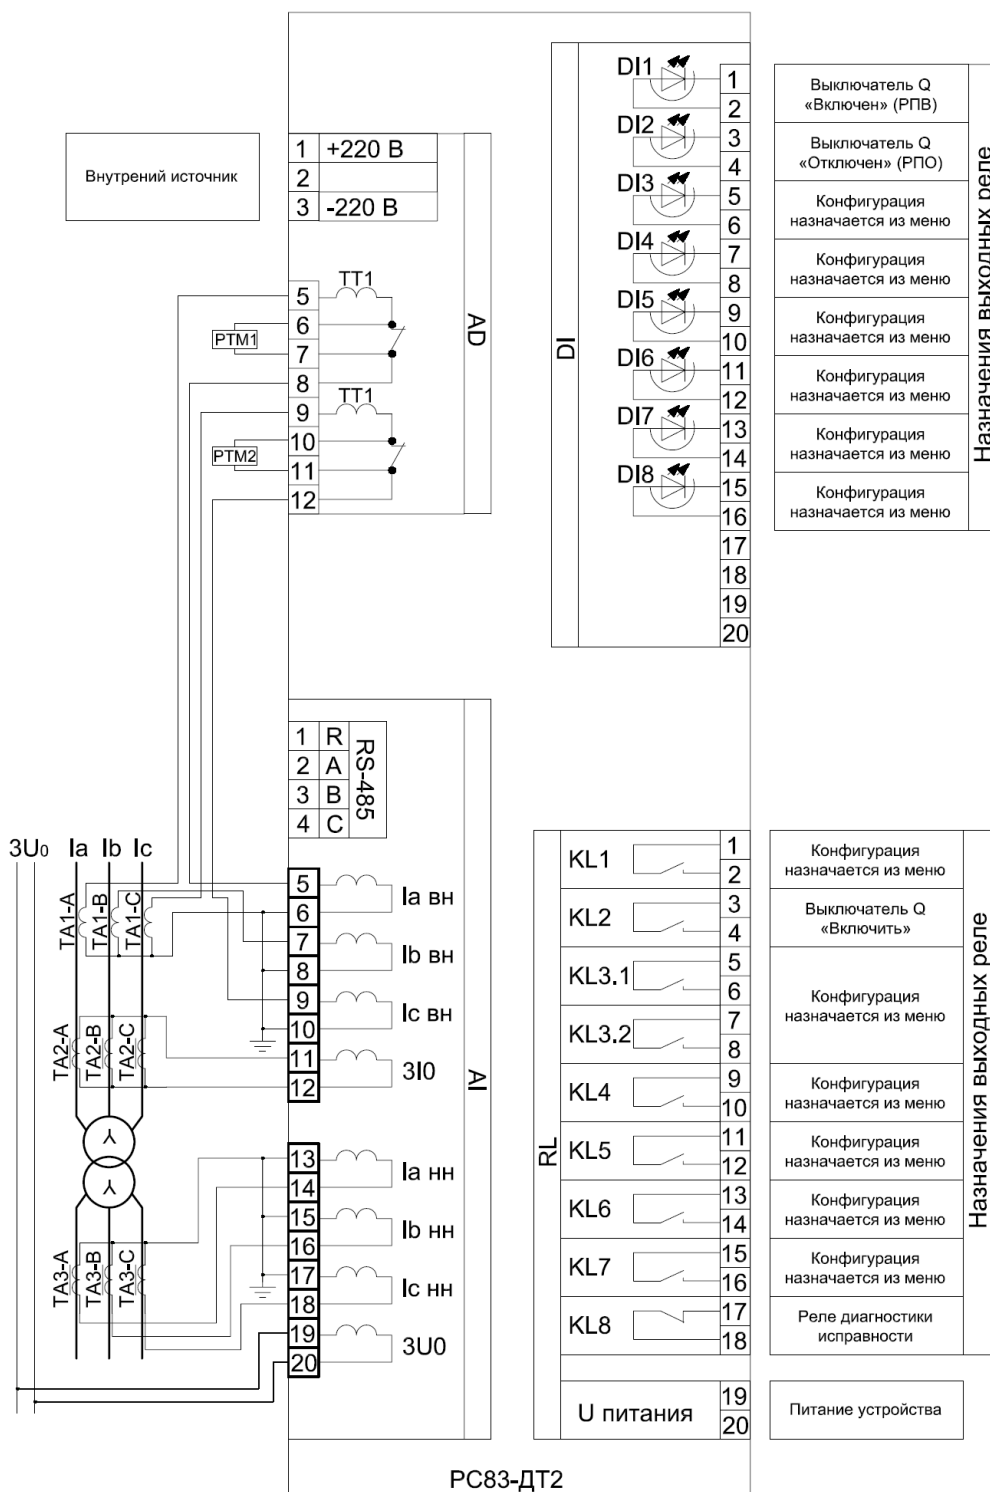 Внутрений источник
1 +220 В
2
3 -220 В
5 ТТ1
6
РТМ1
7
8
9 ТТ1
10
РТМ2
11
12
AD
DI
DI1
1
2
DI2
3
4
DI3
5
6
DI4
7
8
DI5
9
10
DI6
11
12
DI7
13
14
DI8
15
16
17
18
19
20
Выключатель Q
«Включен» (РПВ)
Выключатель Q
«Отключен» (РПО)
Конфигурация
назначается из меню
Конфигурация
назначается из меню
Конфигурация
назначается из меню
Конфигурация
назначается из меню
Конфигурация
назначается из меню
Конфигурация
назначается из меню
Назначения выходных реле
1 R
2 A
3 B
4 C
RS-485
3U0 Ia Ib Ic
TA1-A
TA1-B
TA1-C
TA2-A
TA2-B
TA2-C
TA3-A
TA3-B
TA3-C
5
6
Ia вн
7
8
Ib вн
9
10
Ic вн
11
12
3I0
13
14
Ia нн
15
16
Ib нн
17
18
Ic нн
19
20
3U0
AI
RL
KL1
1
2
KL2
3
4
KL3.1
5
6
KL3.2
7
8
KL4
9
10
KL5
11
12
KL6
13
14
KL7
15
16
KL8
17
18
U питания
19
20
Конфигурация
назначается из меню
Выключатель Q
«Включить»
Конфигурация
назначается из меню
Конфигурация
назначается из меню
Конфигурация
назначается из меню
Конфигурация
назначается из меню
Конфигурация
назначается из меню
Реле диагностики
исправности
Питание устройства
Назначения выходных реле
РС83-ДТ2